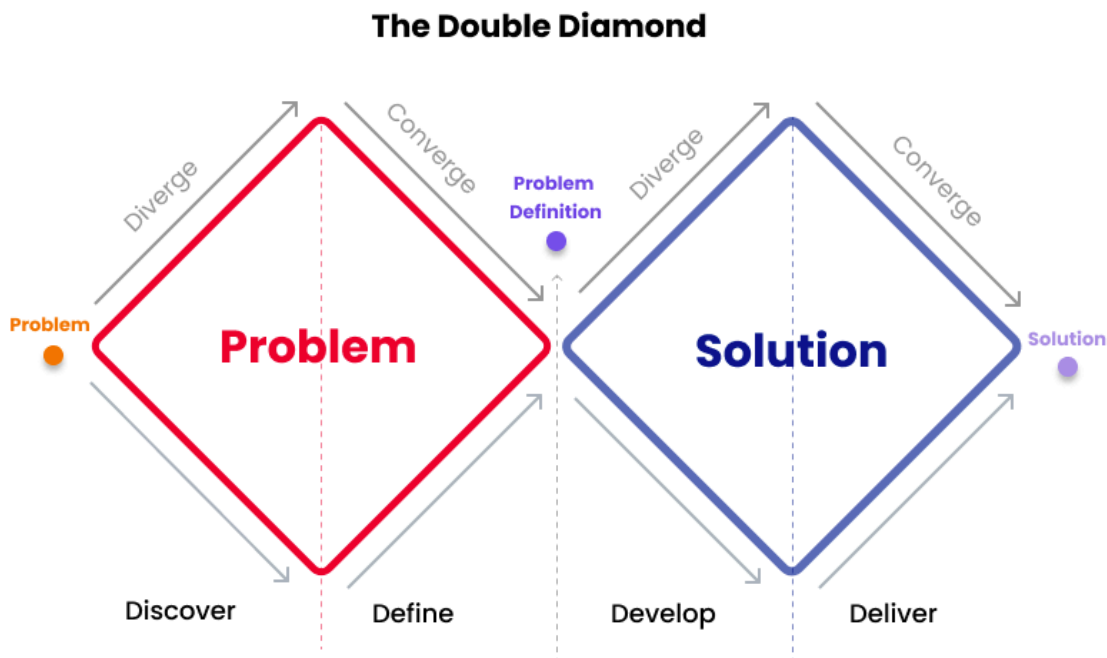 The Double Diamond
Diverge
Converge
Problem
Definition
Diverge
Converge
Problem
Problem
Solution
Solution
Discover
Define
Develop
Deliver